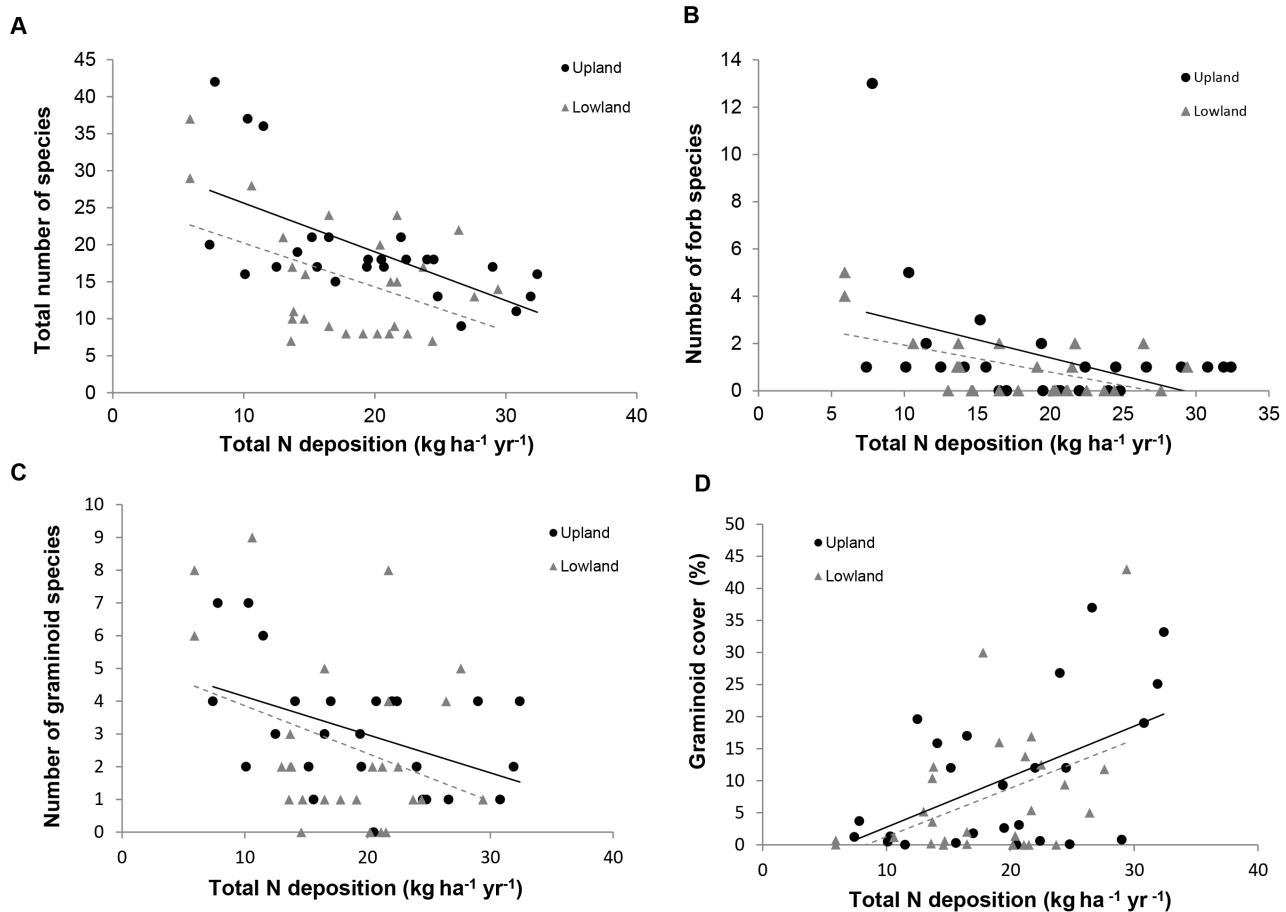 A
Total number of species
45
40
35
30
25
20
15
10
5
0
0 10 20 30 40
Total N deposition (kg ha⁻¹ yr⁻¹)
Upland
Lowland
B
Number of forb species
14
12
10
8
6
4
2
0
0 5 10 15 20 25 30 35
Total N deposition (kg ha⁻¹ yr⁻¹)
Upland
Lowland
C
Number of graminoid species
10
9
8
7
6
5
4
3
2
1
0
0 10 20 30 40
Total N deposition (kg ha⁻¹ yr⁻¹)
Upland
Lowland
D
Graminoid cover (%)
50
45
40
35
30
25
20
15
10
5
0
0 10 20 30 40
Total N deposition (kg ha ⁻¹ yr ⁻¹)
Upland
Lowland